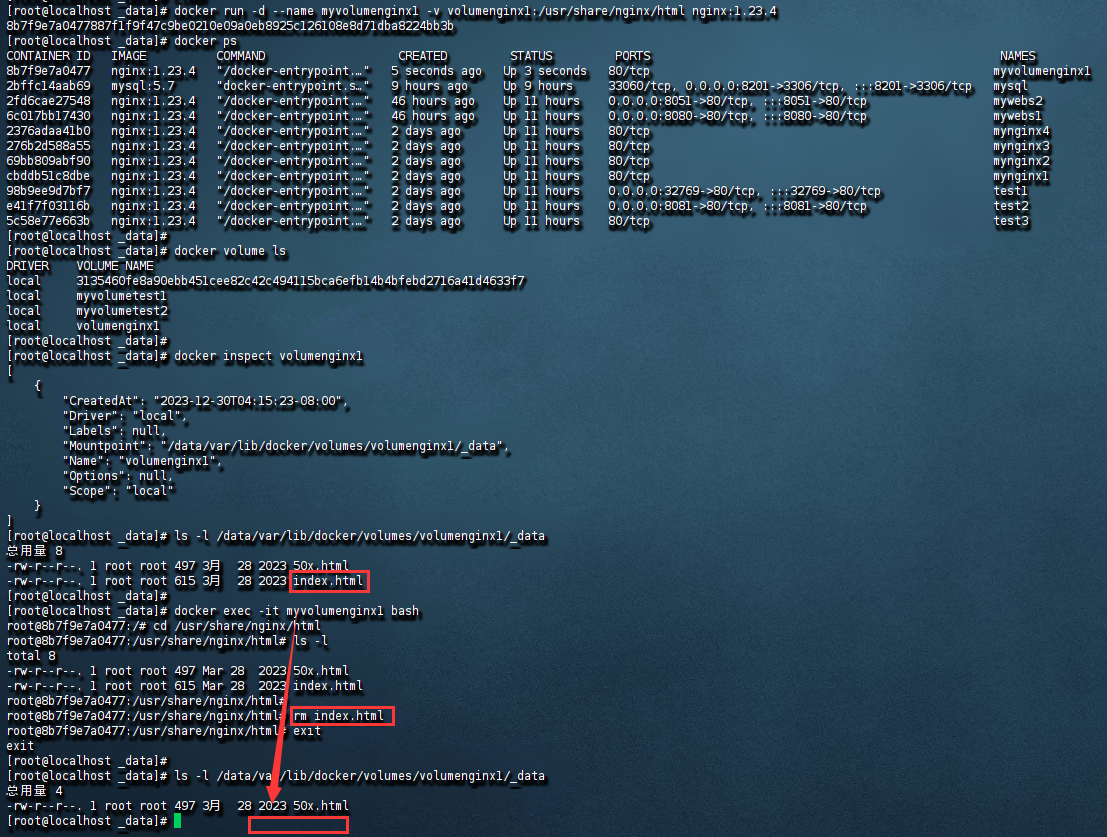 [root@localhost _data]# docker run -d --name myvolumenginx1 -v volumenginx1:/usr/share/nginx/html nginx:1.23.4
8b7f9e7a0477887f1f9f47c9be0210e09a0eb8925c126108e8d71dba8224bb3b
[root@localhost _data]# docker ps
CONTAINER ID   IMAGE          COMMAND                  CREATED         STATUS         PORTS                                                  NAMES
8b7f9e7a0477   nginx:1.23.4   "/docker-entrypoint.…"   5 seconds ago   Up 3 seconds   80/tcp                                                 myvolumenginx1
2bffc14aab69   mysql:5.7      "docker-entrypoint.s…"   9 hours ago     Up 9 hours     33060/tcp, 0.0.0.0:8201->3306/tcp, :::8201->3306/tcp   mysql
2fd6cae27548   nginx:1.23.4   "/docker-entrypoint.…"   46 hours ago    Up 11 hours    0.0.0.0:8051->80/tcp, :::8051->80/tcp                  mywebs2
6c017bb17430   nginx:1.23.4   "/docker-entrypoint.…"   46 hours ago    Up 11 hours    0.0.0.0:8080->80/tcp, :::8080->80/tcp                  mywebs1
2376adaa41b0   nginx:1.23.4   "/docker-entrypoint.…"   2 days ago      Up 11 hours    80/tcp                                                 mynginx4
276b2d588a55   nginx:1.23.4   "/docker-entrypoint.…"   2 days ago      Up 11 hours    80/tcp                                                 mynginx3
69bb809abf90   nginx:1.23.4   "/docker-entrypoint.…"   2 days ago      Up 11 hours    80/tcp                                                 mynginx2
cbddb51c8dbe   nginx:1.23.4   "/docker-entrypoint.…"   2 days ago      Up 11 hours    80/tcp                                                 mynginx1
98b9ee9d7bf7   nginx:1.23.4   "/docker-entrypoint.…"   2 days ago      Up 11 hours    0.0.0.0:32769->80/tcp, :::32769->80/tcp                test1
e41f7f03116b   nginx:1.23.4   "/docker-entrypoint.…"   2 days ago      Up 11 hours    0.0.0.0:8081->80/tcp, :::8081->80/tcp                  test2
5c58e77e663b   nginx:1.23.4   "/docker-entrypoint.…"   2 days ago      Up 11 hours    80/tcp                                                 test3
[root@localhost _data]#
[root@localhost _data]# docker volume ls
DRIVER    VOLUME NAME
local     3135460fe8a90ebb451cee82c42c494115bca6efb14b4bfebd2716a41d4633f7
local     myvolumetest1
local     myvolumetest2
local     volumenginx1
[root@localhost _data]#
[root@localhost _data]# docker inspect volumenginx1
[
    {
        "CreatedAt": "2023-12-30T04:15:23-08:00",
        "Driver": "local",
        "Labels": null,
        "Mountpoint": "/data/var/lib/docker/volumes/volumenginx1/_data",
        "Name": "volumenginx1",
        "Options": null,
        "Scope": "local"
    }
]
[root@localhost _data]# ls -l /data/var/lib/docker/volumes/volumenginx1/_data
总用量 8
-rw-r--r--. 1 root root 497 3月  28 2023 50x.html
-rw-r--r--. 1 root root 615 3月  28 2023 index.html
[root@localhost _data]#
[root@localhost _data]# docker exec -it myvolumenginx1 bash
root@8b7f9e7a0477:/# cd /usr/share/nginx/html
root@8b7f9e7a0477:/usr/share/nginx/html# ls -l
total 8
-rw-r--r--. 1 root root 497 Mar 28  2023 50x.html
-rw-r--r--. 1 root root 615 Mar 28  2023 index.html
root@8b7f9e7a0477:/usr/share/nginx/html#
root@8b7f9e7a0477:/usr/share/nginx/html# rm index.html
root@8b7f9e7a0477:/usr/share/nginx/html# exit
exit
[root@localhost _data]#
[root@localhost _data]# ls -l /data/var/lib/docker/volumes/volumenginx1/_data
总用量 4
-rw-r--r--. 1 root root 497 3月  28 2023 50x.html
[root@localhost _data]#